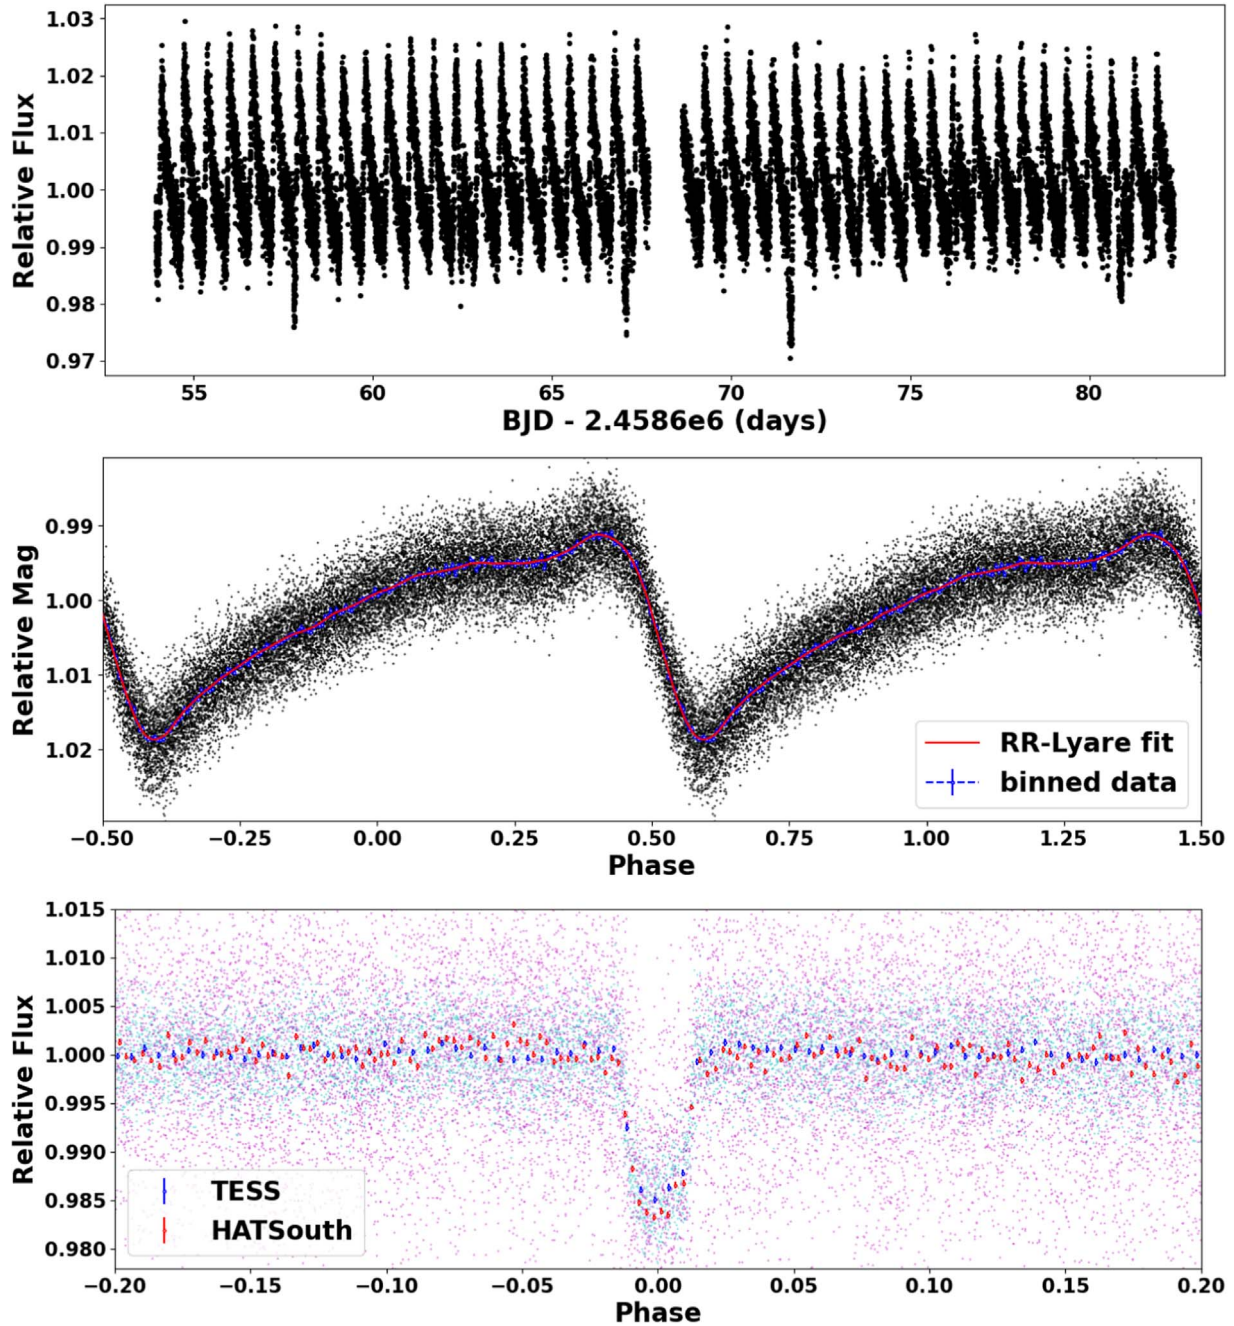 1.03
1.02
1.01
1.00
0.99
0.98
0.97
Relative Flux
55 60 65 70 75 80
BJD - 2.4586e6 (days)
0.99
1.00
1.01
1.02
Relative Mag
RR-Lyare fit
binned data
−0.50 −0.25 0.00 0.25 0.50 0.75 1.00 1.25 1.50
Phase
1.015
1.010
1.005
1.000
0.995
0.990
0.985
0.980
Relative Flux
TESS
HATSouth
−0.20 −0.15 −0.10 −0.05 0.00 0.05 0.10 0.15 0.20
Phase